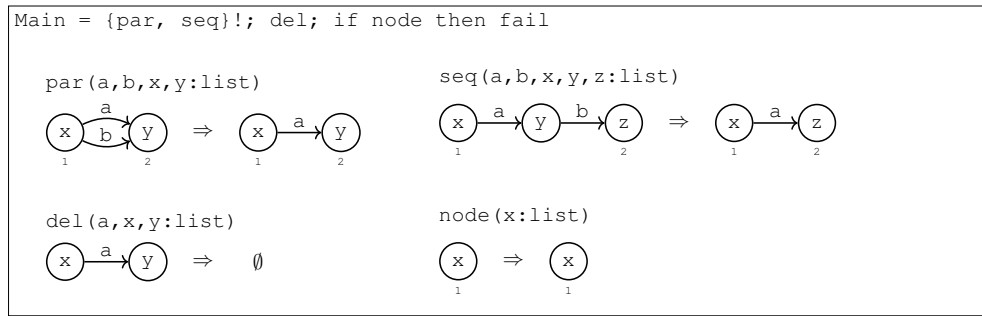 Main = {par, seq}!; del; if node then fail
par(a,b,x,y:list)
x a b y ⇒ x a y
1 2 1 2
seq(a,b,x,y,z:list)
x a y b z ⇒ x a z
1 2 1 2
del(a,x,y:list)
x a y ⇒ ∅
node(x:list)
x ⇒ x
1 1